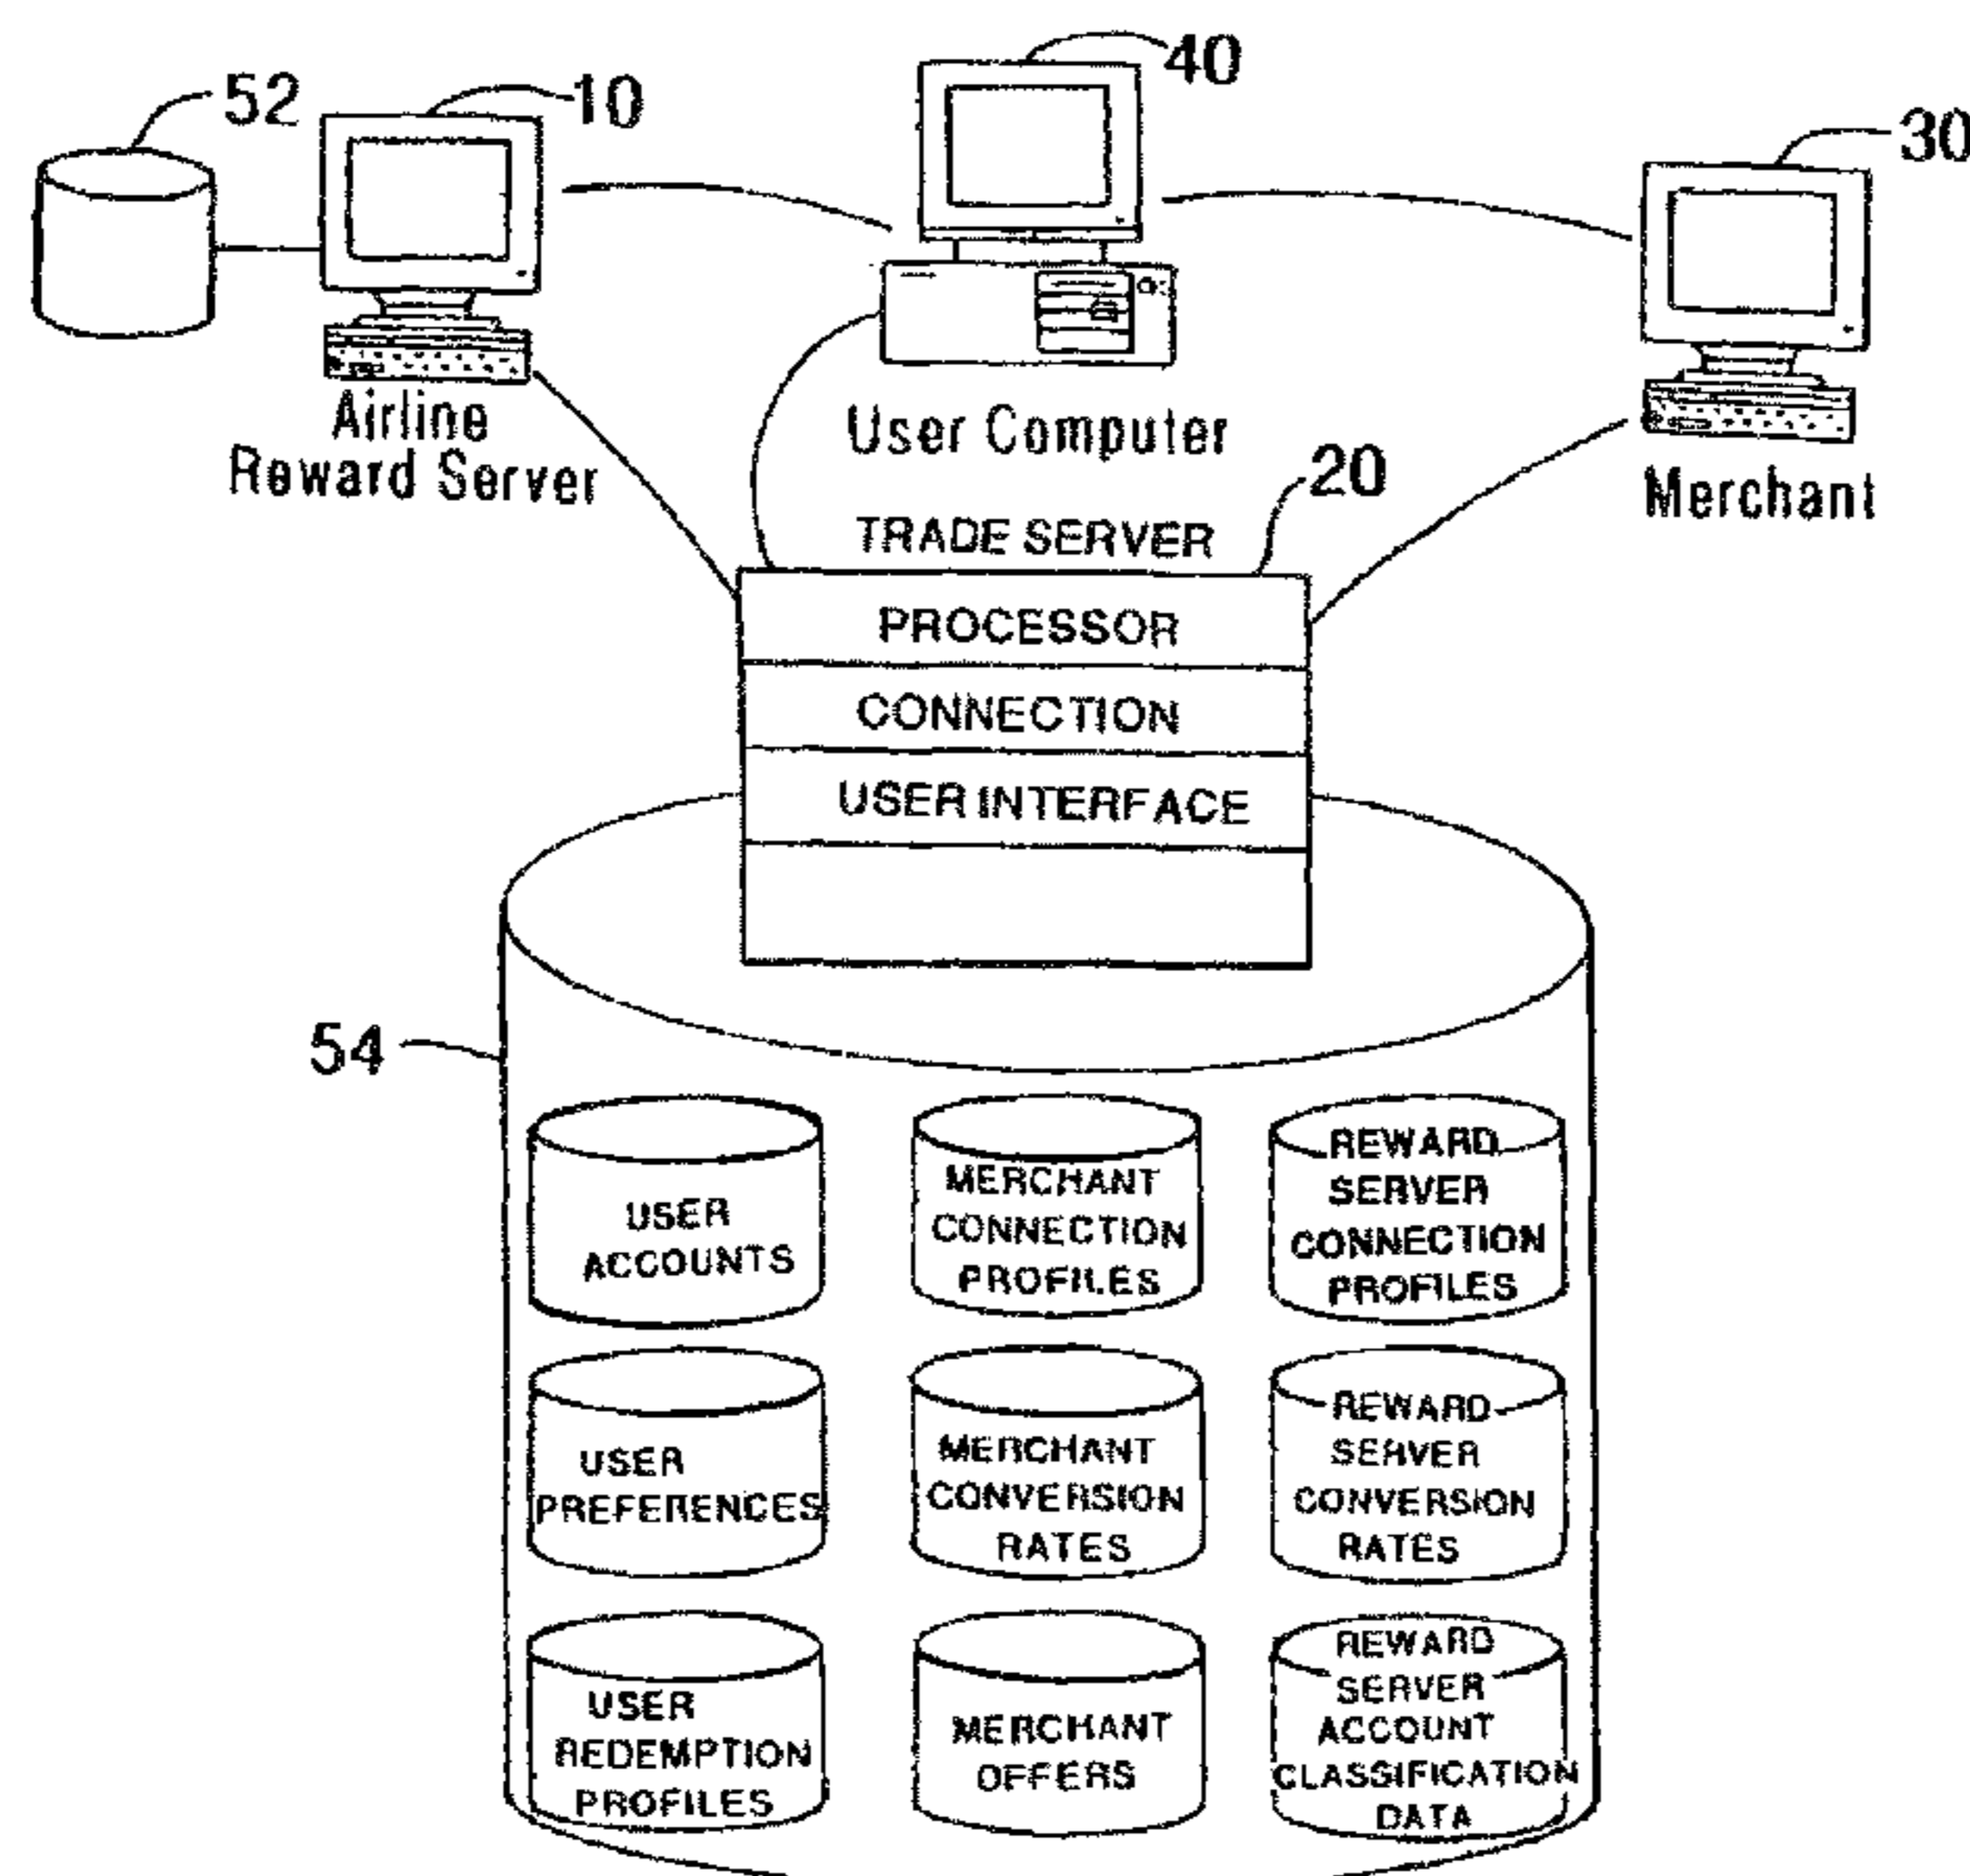 52
10
40
30
Airline
Reward Server
User Computer
Merchant
20
TRADE SERVER
PROCESSOR
CONNECTION
USER INTERFACE
54
USER
ACCOUNTS
MERCHANT
CONNECTION
PROFILES
REWARD
SERVER
CONNECTION
PROFILES
USER
PREFERENCES
MERCHANT
CONVERSION
RATES
REWARD
SERVER
CONVERSION
RATES
USER
REDEMPTION
PROFILES
MERCHANT
OFFERS
REWARD
SERVER
ACCOUNT
CLASSIFICATION
DATA